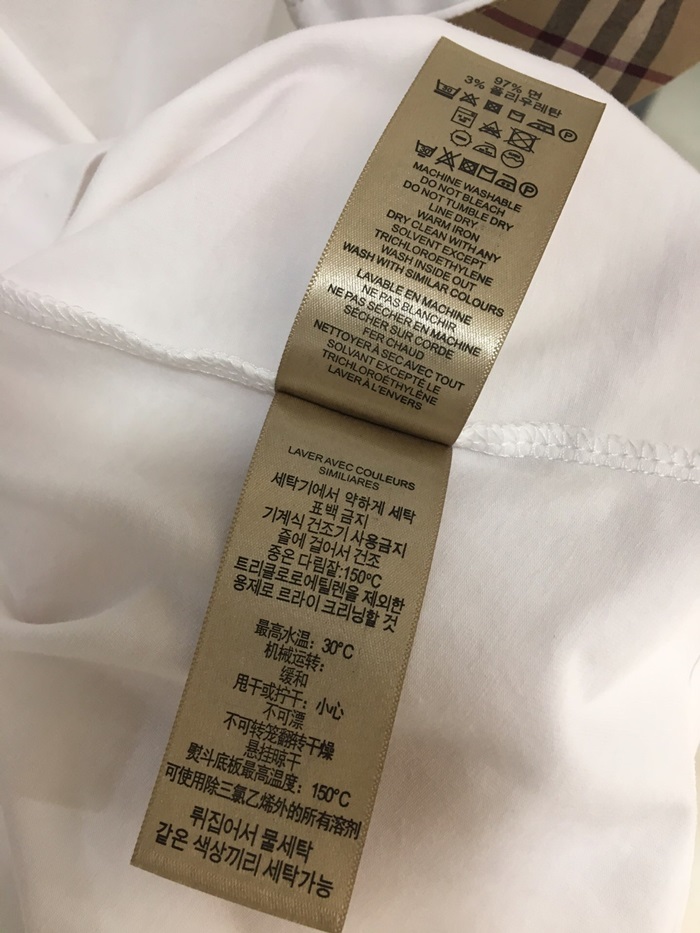 97% 면
3% 폴리우레탄
P
P
MACHINE WASHABLE
DO NOT BLEACH
DO NOT TUMBLE DRY
LINE DRY
WARM IRON
DRY CLEAN WITH ANY
SOLVENT EXCEPT
TRICHLOROETHYLENE
WASH INSIDE OUT
WASH WITH SIMILAR COLOURS
LAVABLE EN MACHINE
NE PAS BLANCHIR
NE PAS SÉCHER EN MACHINE
SÉCHER SUR CORDE
FER CHAUD
NETTOYER À SEC AVEC TOUT
SOLVANT EXCEPTÉ LE
TRICHLOROÉTHYLÈNE
LAVER À L'ENVERS
LAVER AVEC COULEURS
SIMILIARES
세탁기에서 약하게 세탁
표백 금지
기계식 건조기 사용금지
줄에 걸어서 건조
중온 다림질:150°C
트리클로로에틸렌을 제외한
용제로 드라이 크리닝할 것
最高水温：30°C
机械运转：
缓和
甩干或拧干：小心
不可漂
不可转笼翻转干燥
悬挂晾干
熨斗底板最高温度：150°C
可使用除三氯乙烯外的所有溶剂
뒤집어서 물세탁
같은 색상끼리 세탁가능